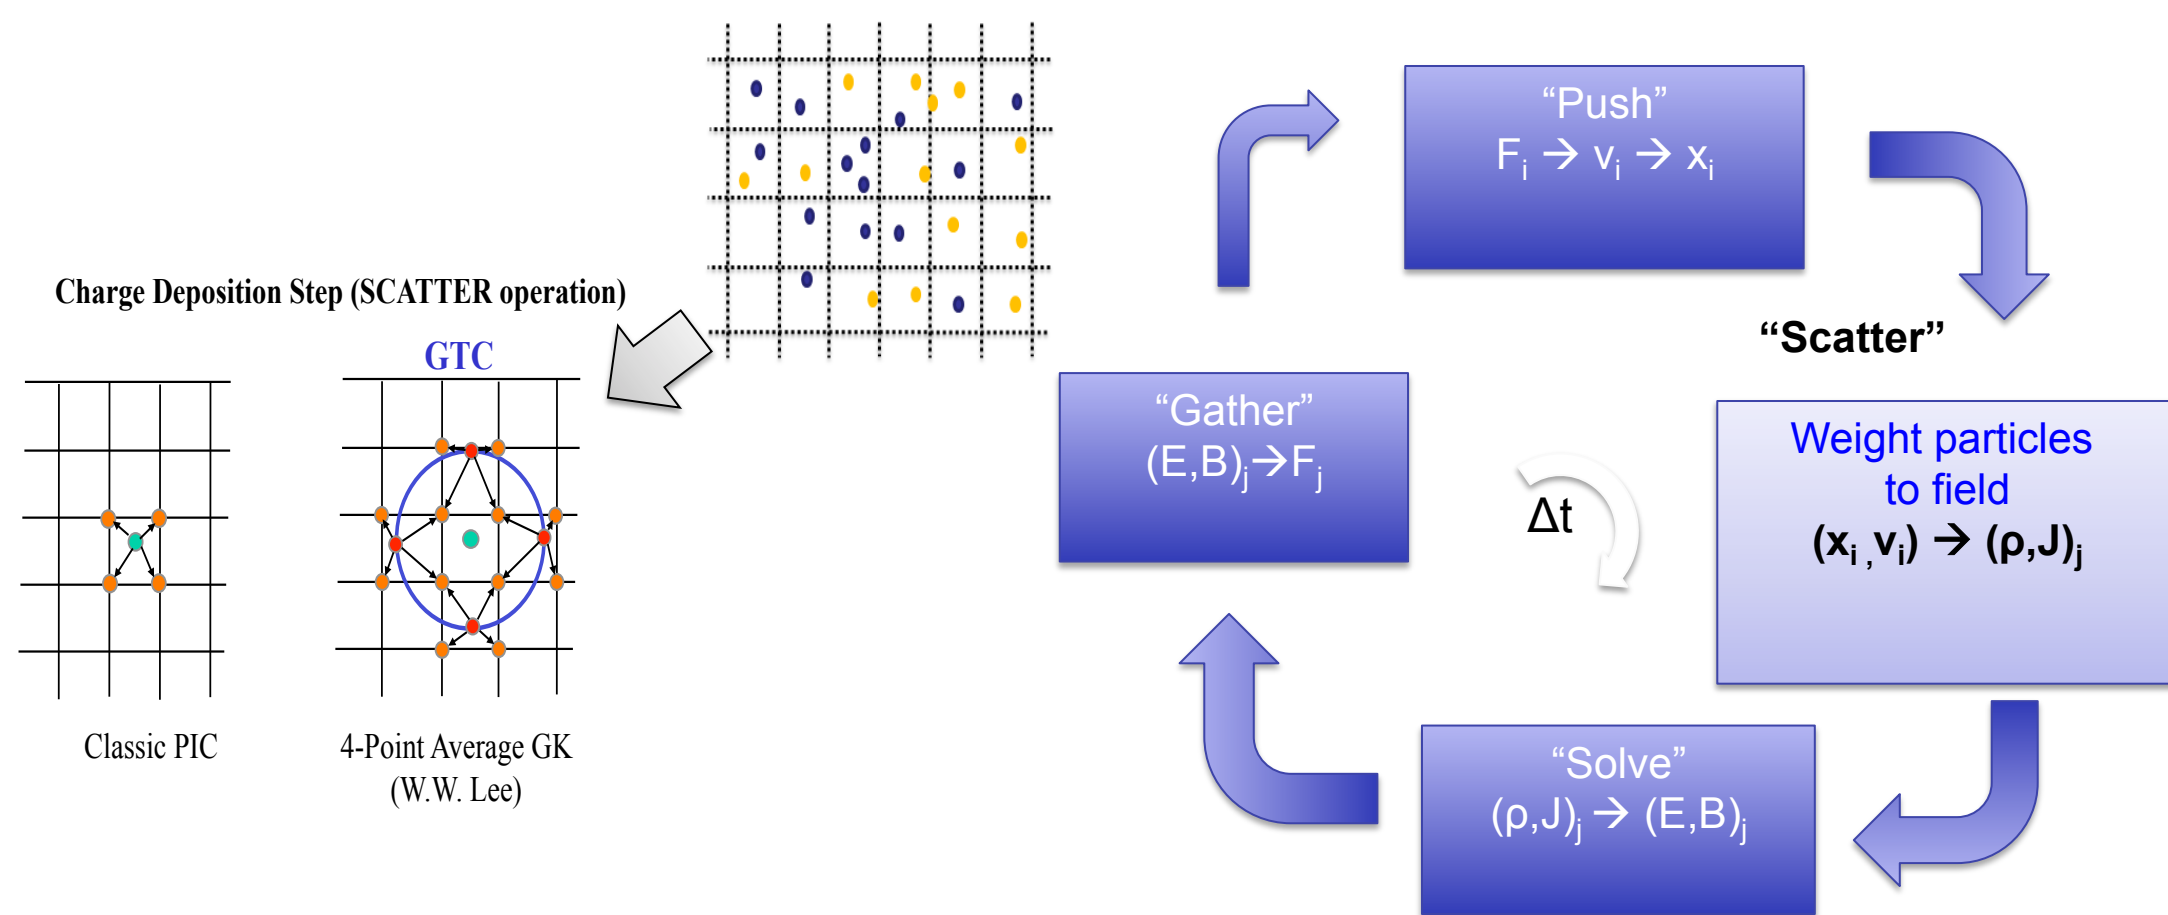 Charge Deposition Step (SCATTER operation)
GTC
Classic PIC
4-Point Average GK
(W.W. Lee)
“Push”
Fᵢ → vᵢ → xᵢ
“Scatter”
Weight particles
to field
(xᵢ ,vᵢ) → (ρ,J)ⱼ
“Gather”
(E,B)ⱼ→Fⱼ
Δt
“Solve”
(ρ,J)ⱼ → (E,B)ⱼ